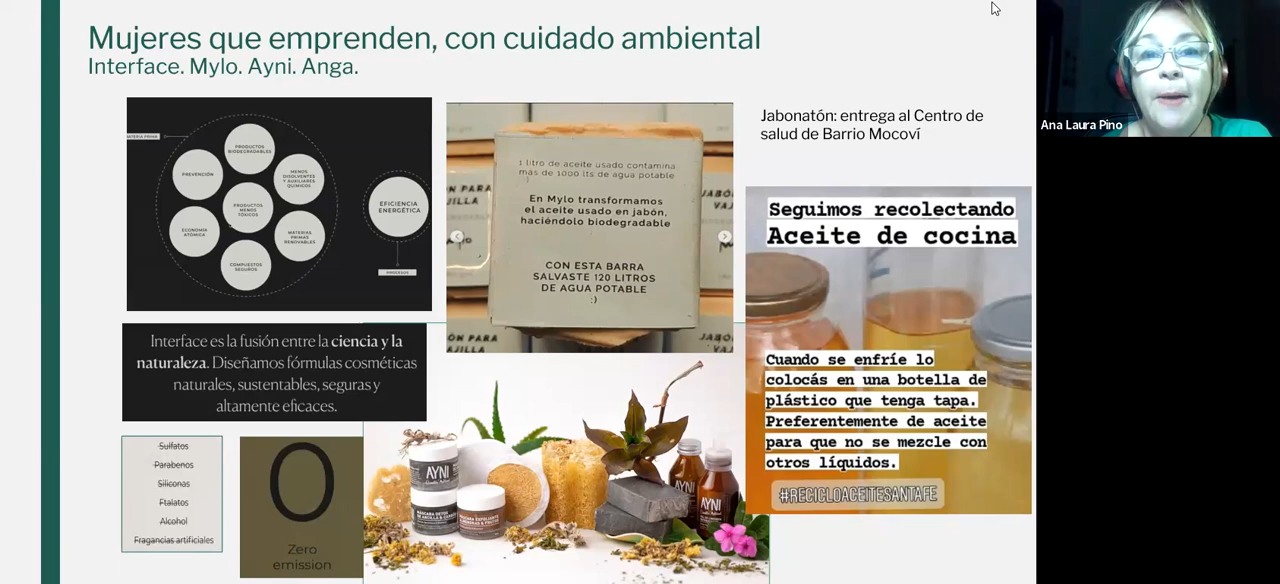 Mujeres que emprenden, con cuidado ambiental
Interface. Mylo. Ayni. Anga.
MATERIA PRIMA
PRODUCTOS
BIODEGRADABLES
PREVENCIÓN
MENOS
DISOLVENTES
Y AUXILIARES
QUÍMICOS
PRODUCTOS
MENOS
TÓXICOS
ECONOMÍA
ATÓMICA
MATERIAS
PRIMAS
RENOVABLES
COMPUESTOS
SEGUROS
EFICIENCIA
ENERGÉTICA
PROCESOS
1 litro de aceite usado contamina
más de 1000 lts de agua potable
:)
En Mylo transformamos
el aceite usado en jabón,
haciéndolo biodegradable
CON ESTA BARRA
SALVASTE 120 LITROS
DE AGUA POTABLE
:)
Jabonatón: entrega al Centro de
salud de Barrio Mocoví
Seguimos recolectando
Aceite de cocina
Cuando se enfríe lo
colocás en una botella de
plástico que tenga tapa.
Preferentemente de aceite
para que no se mezcle con
otros líquidos.
#RECICLOACEITESANTAFE
Interface es la fusión entre la ciencia y la
naturaleza. Diseñamos fórmulas cosméticas
naturales, sustentables, seguras y
altamente eficaces.
Sulfatos
Parabenos
Siliconas
Ftalatos
Alcohol
Fragancias artificiales
0
Zero
emission
AYNI
AYNI
AYNI
Ana Laura Pino